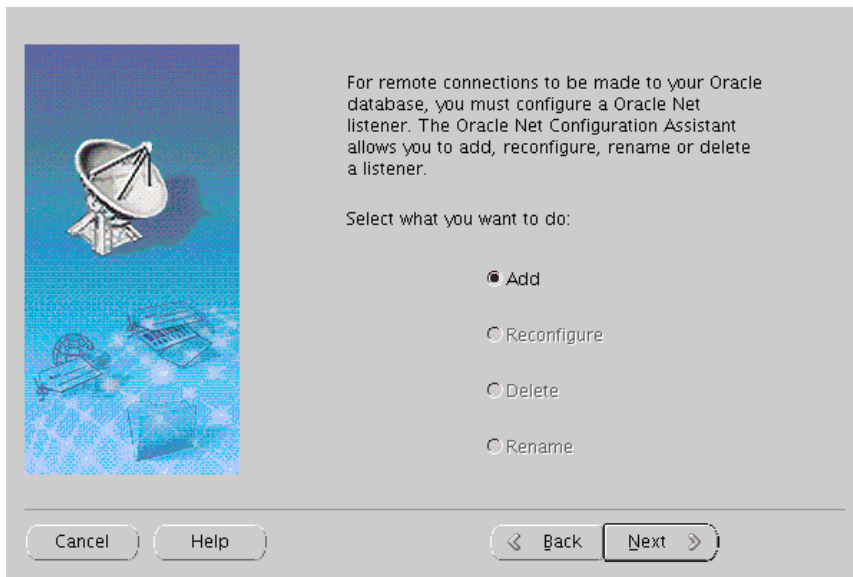 For remote connections to be made to your Oracle
database, you must configure a Oracle Net
listener. The Oracle Net Configuration Assistant
allows you to add, reconfigure, rename or delete
a listener.
Select what you want to do:
Add
Reconfigure
Delete
Rename
Cancel Help Back Next